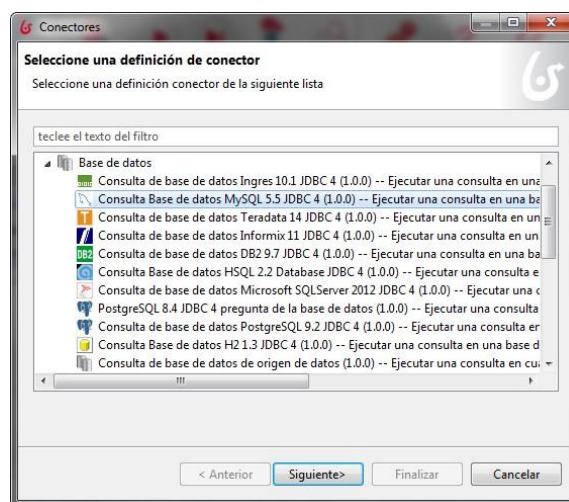 Conectores
Seleccione una definición de conector
Seleccione una definición conector de la siguiente lista
teclee el texto del filtro
Base de datos
Consulta de base de datos Ingres 10.1 JDBC 4 (1.0.0) -- Ejecutar una consulta en una
Consulta Base de datos MySQL 5.5 JDBC 4 (1.0.0) -- Ejecutar una consulta en una ba
Consulta de base de datos Teradata 14 JDBC 4 (1.0.0) -- Ejecutar una consulta en un
Consulta de base de datos Informix 11 JDBC 4 (1.0.0) -- Ejecutar una consulta en un
DB2 Consulta de base de datos DB2 9.7 JDBC 4 (1.0.0) -- Ejecutar una consulta en una ba
Consulta Base de datos HSQL 2.2 Database JDBC 4 (1.0.0) -- Ejecutar una consulta e
Consulta de base de datos Microsoft SQLServer 2012 JDBC 4 (1.0.0) -- Ejecutar una c
PostgreSQL 8.4 JDBC 4 pregunta de la base de datos (1.0.0) -- Ejecutar una consulta
Consulta de base de datos PostgreSQL 9.2 JDBC 4 (1.0.0) -- Ejecutar una consulta er
Consulta Base de datos H2 1.3 JDBC 4 (1.0.0) -- Ejecutar una consulta en una base d
Consulta de base de datos de origen de datos (1.0.0) -- Ejecutar una consulta en cua
< Anterior Siguiente> Finalizar Cancelar